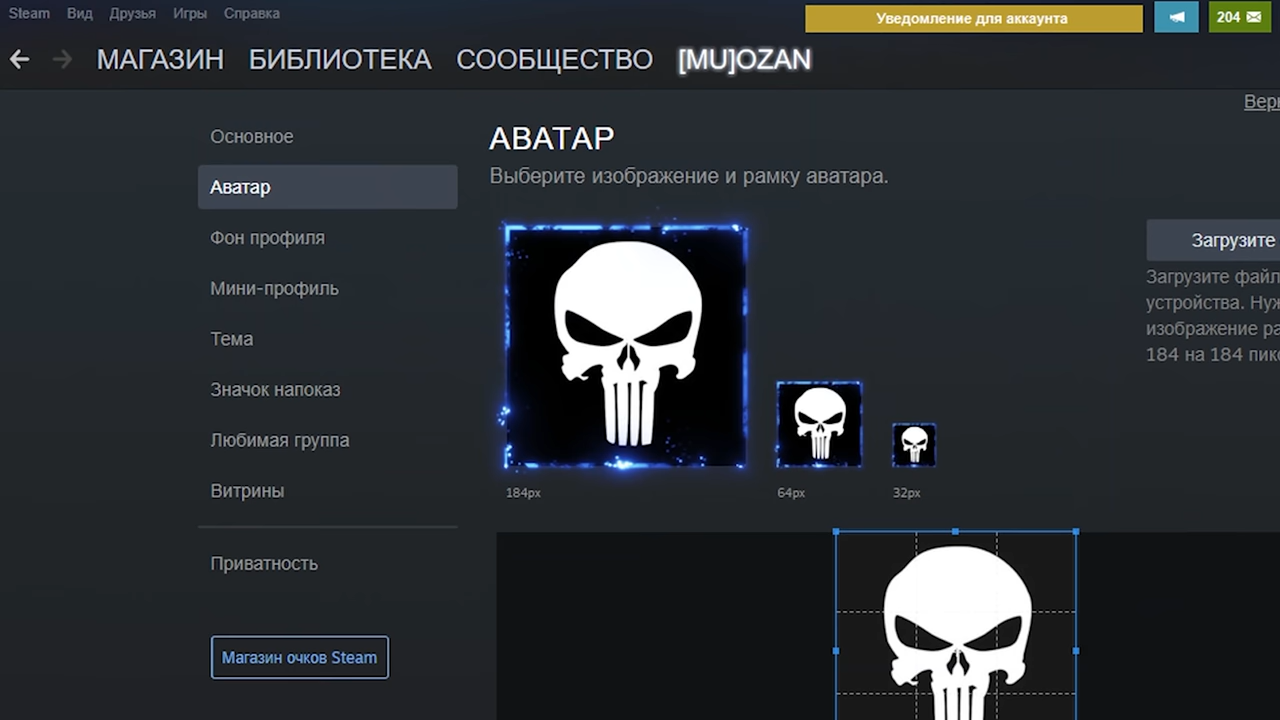 Steam Вид Друзья Игры Справка
Уведомление для аккаунта
204
МАГАЗИН БИБЛИОТЕКА СООБЩЕСТВО [MU]OZAN
Основное
Аватар
Фон профиля
Мини-профиль
Тема
Значок напоказ
Любимая группа
Витрины
Приватность
Магазин очков Steam
АВАТАР
Выберите изображение и рамку аватара.
184px
64px
32px
Загрузите
Загрузите файл
устройства.
изображение
184 на 184